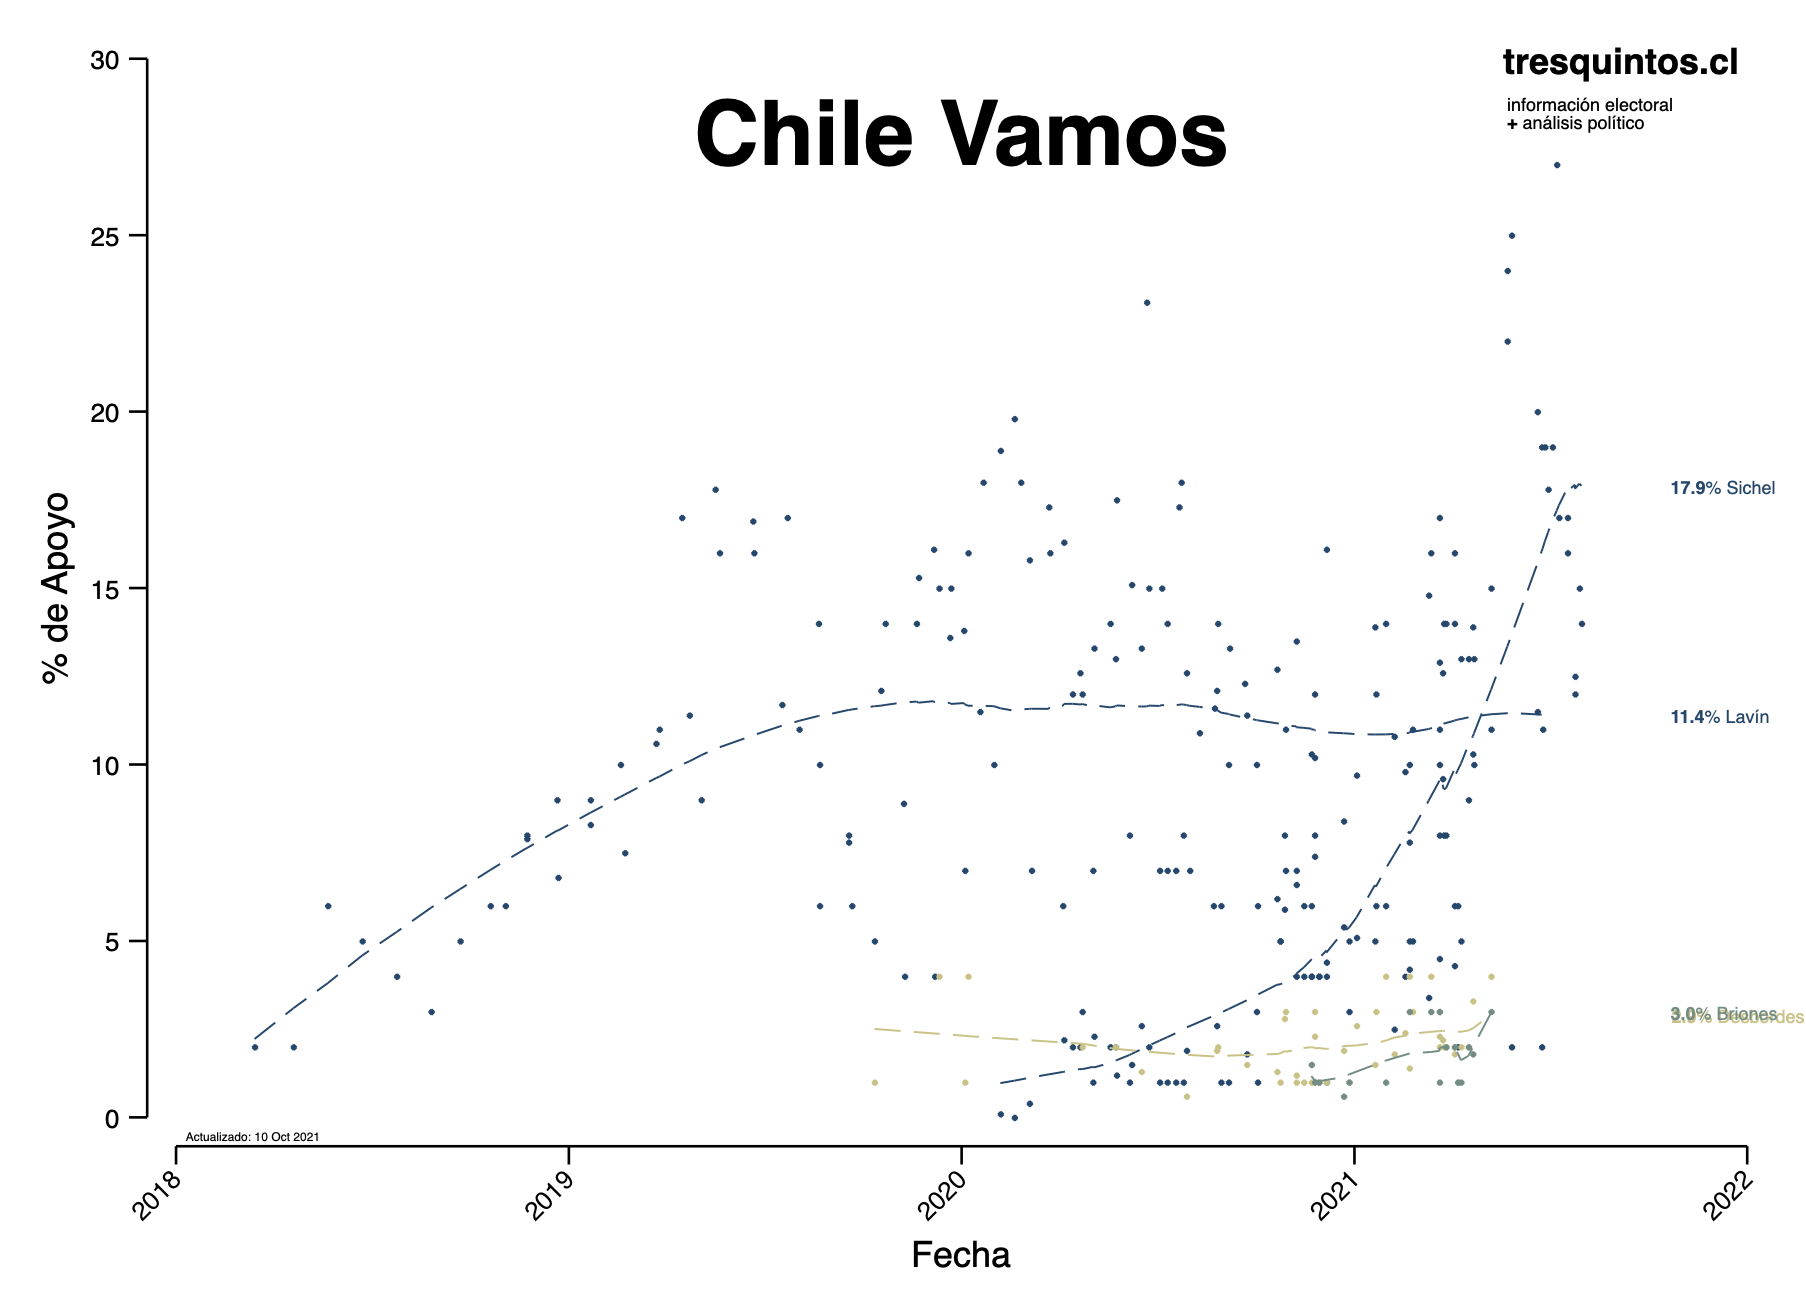 Chile Vamos
tresquintos.cl
información electoral
+ análisis político
30
25
20
15
10
5
0
% de Apoyo
17.9% Sichel
11.4% Lavín
3.0% Briones
Desbordes
Actualizado: 10 Oct 2021
2018
2019
2020
2021
2022
Fecha